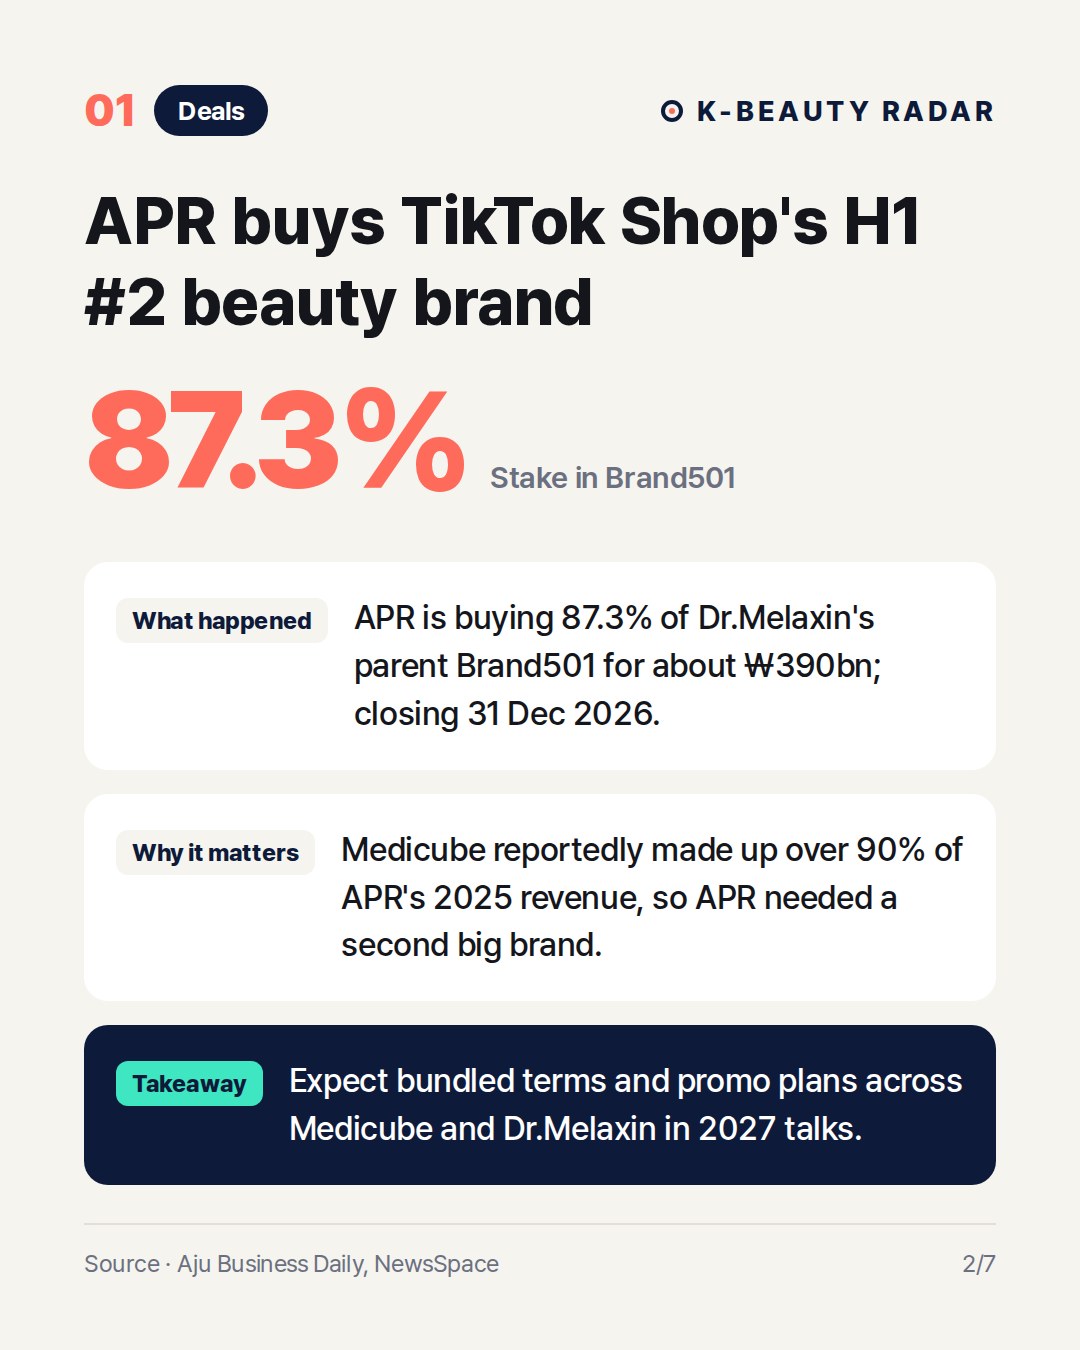 01 Deals
K-BEAUTY RADAR
APR buys TikTok Shop's H1
#2 beauty brand
87.3% Stake in Brand501
What happened
APR is buying 87.3% of Dr.Melaxin's
parent Brand501 for about ₩390bn;
closing 31 Dec 2026.
Why it matters
Medicube reportedly made up over 90% of
APR's 2025 revenue, so APR needed a
second big brand.
Takeaway
Expect bundled terms and promo plans across
Medicube and Dr.Melaxin in 2027 talks.
Source · Aju Business Daily, NewsSpace
2/7